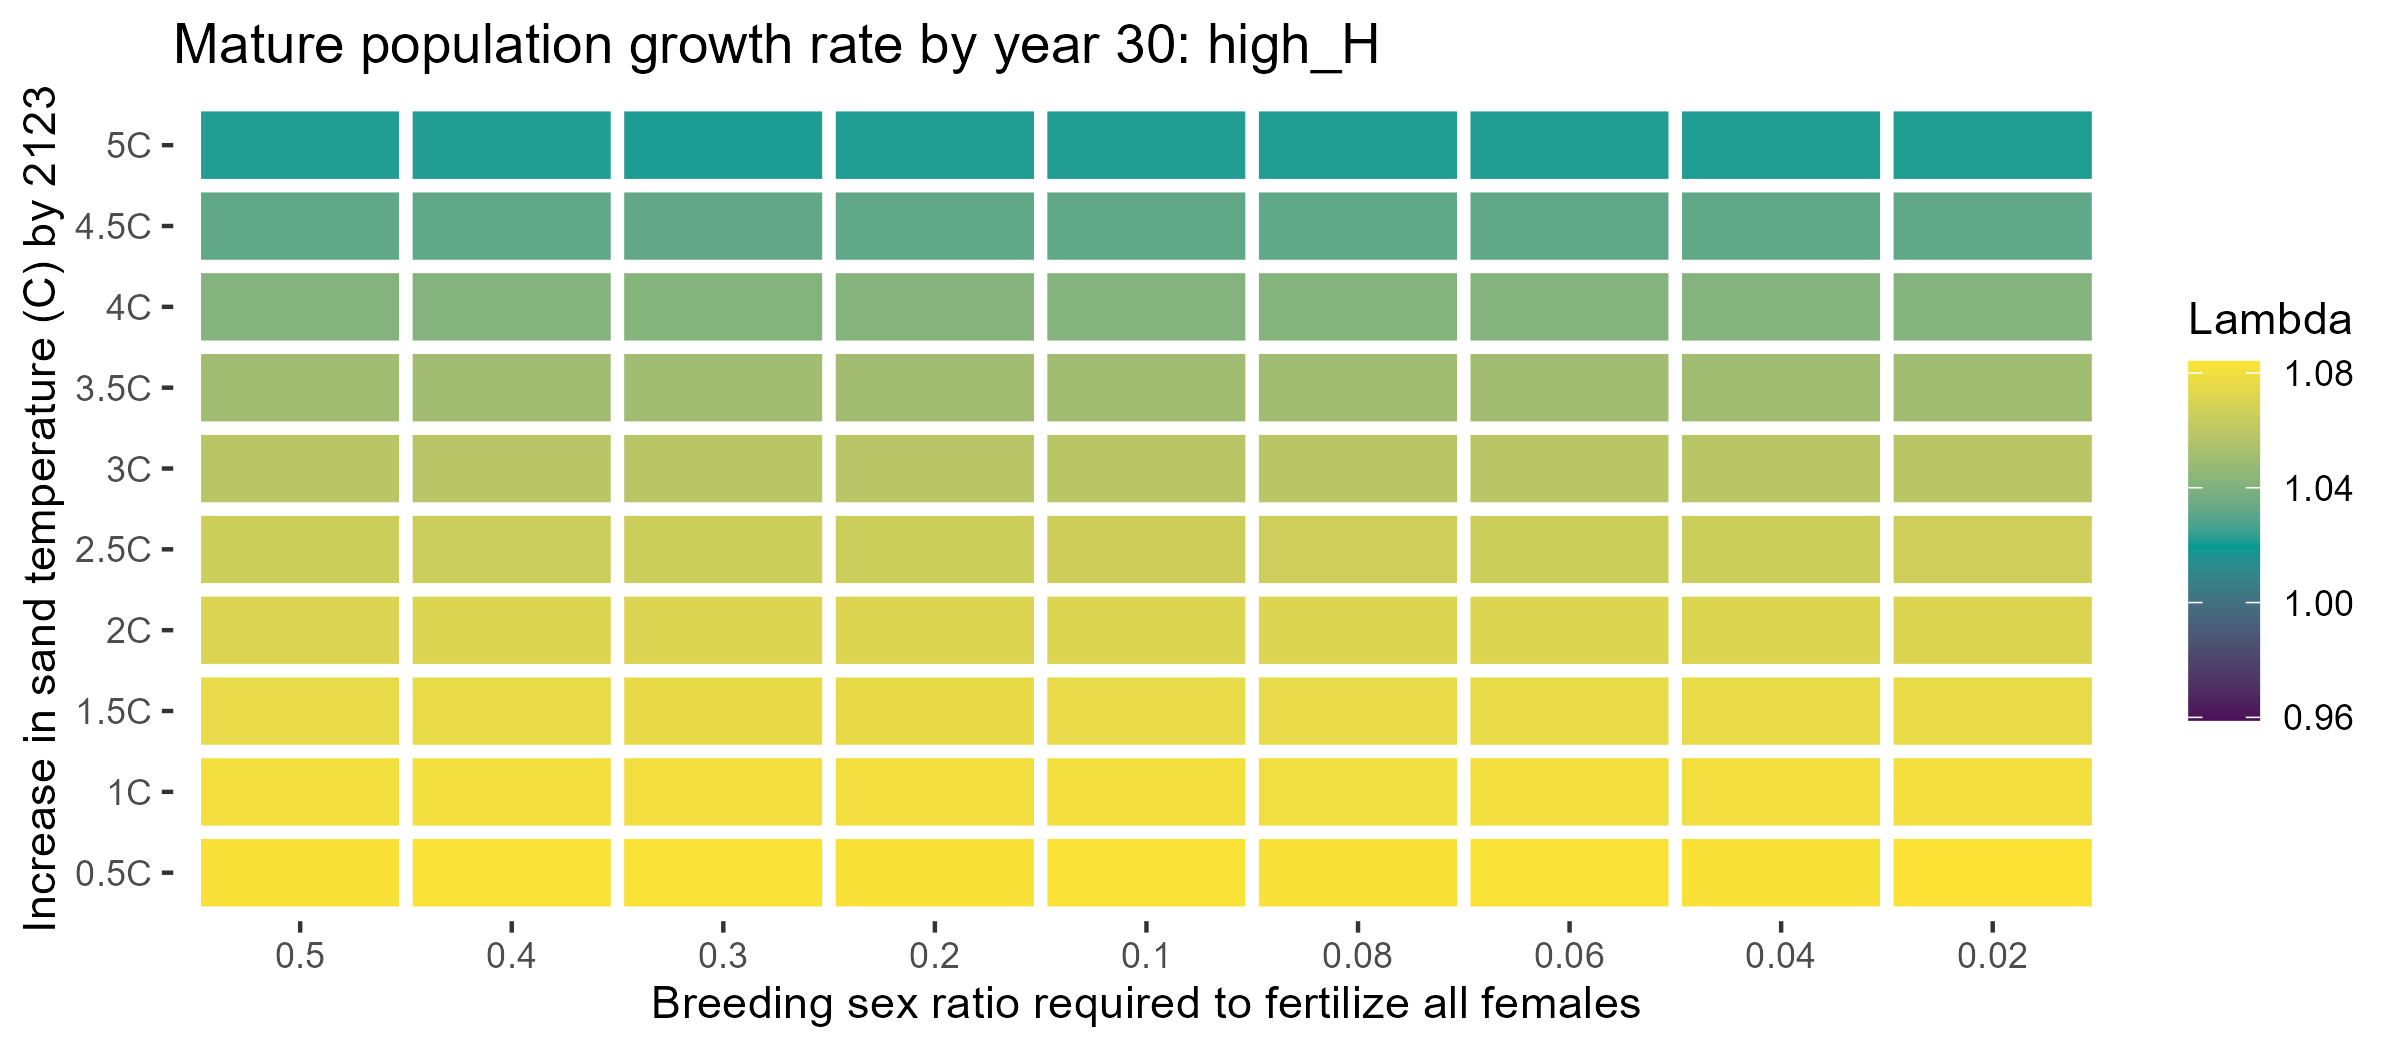 Mature population growth rate by year 30: high_H
Increase in sand temperature (C) by 2123
5C
4.5C
4C
3.5C
3C
2.5C
2C
1.5C
1C
0.5C
0.5 0.4 0.3 0.2 0.1 0.08 0.06 0.04 0.02
Breeding sex ratio required to fertilize all females
Lambda
1.08
1.04
1.00
0.96